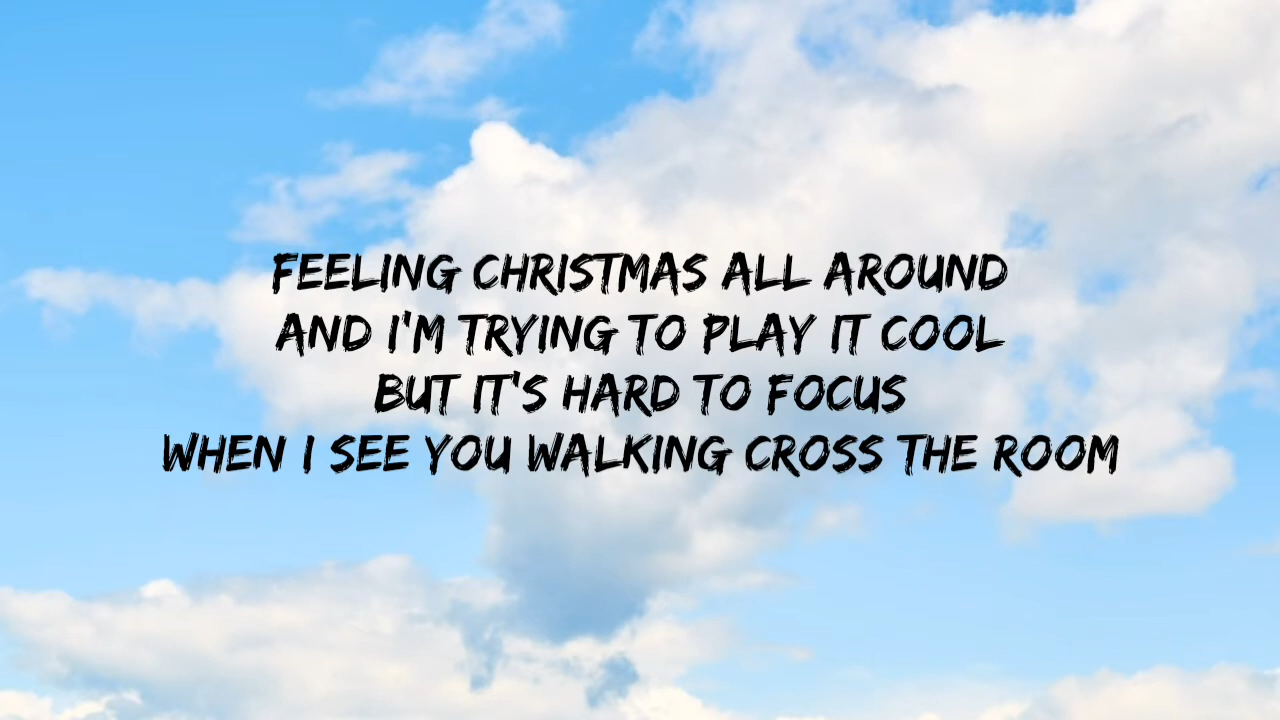 FEELING CHRISTMAS ALL AROUND
AND I'M TRYING TO PLAY IT COOL
BUT IT'S HARD TO FOCUS
WHEN I SEE YOU WALKING CROSS THE ROOM